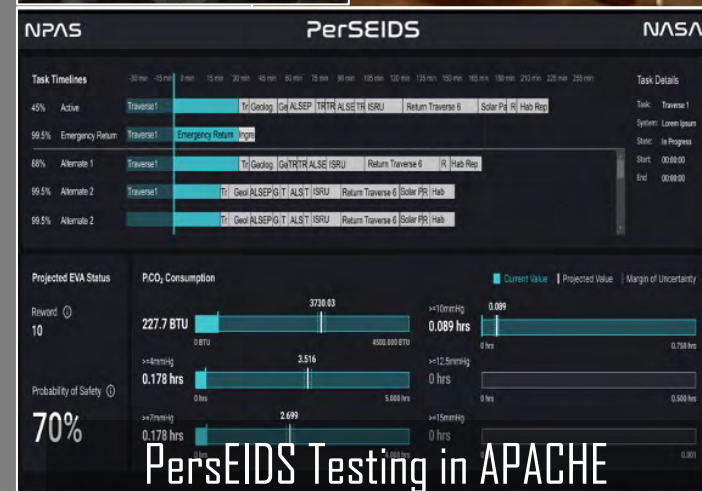 NPAS PerSEIDS NASA
Task Timelines -30 min -15 min 0 min 15 min 30 min 45 min 60 min 75 min 90 min 105 min 120 min 135 min 150 min 165 min 180 min 210 min 225 min 255 min Task Details
45% Active Traverse1 Tr Geolog Ge ALSEP TRTR ALSE TR ISRU Return Traverse 6 Solar Pa R Hab Rep
Task: Traverse 1
System: Lorem Ipsum
99.5% Emergency Return Traverse1 Emergency Return Ingre
State: In Progress
88% Alternate 1 Traverse1 Tr Geolog GeTRTR ALSE ISRU Return Traverse 6 R Hab Rep
Start: 00:00:00
End 00:00:00
99.5% Alternate 2 Traverse1 Tr Geol ALSEP G T ALST ISRU Return Traverse 6 Solar PR Hab
99.5% Alternate 2 Tr Geol ALSEP G T ALST ISRU Return Traverse 6 Solar PR Hab
Projected EVA Status
Reword
10
Probability of Safety
70%
P.CO₂ Consumption
Current Value Projected Value Margin of Uncertainty
227.7 BTU 3730.03
0 BTU 4500.000 BTU
>=4mmHg 3.516
0.178 hrs
0 hrs 5.000 hrs
>=7mmHg 2.699
0.178 hrs
>=10mmHg 0.089
0.089 hrs
0 hrs 0.750 hrs
>=12.5mmHg
0 hrs
0 hrs 0.500 hrs
>=15mmHg
0 hrs
0.001
PersEIDS Testing in APACHE